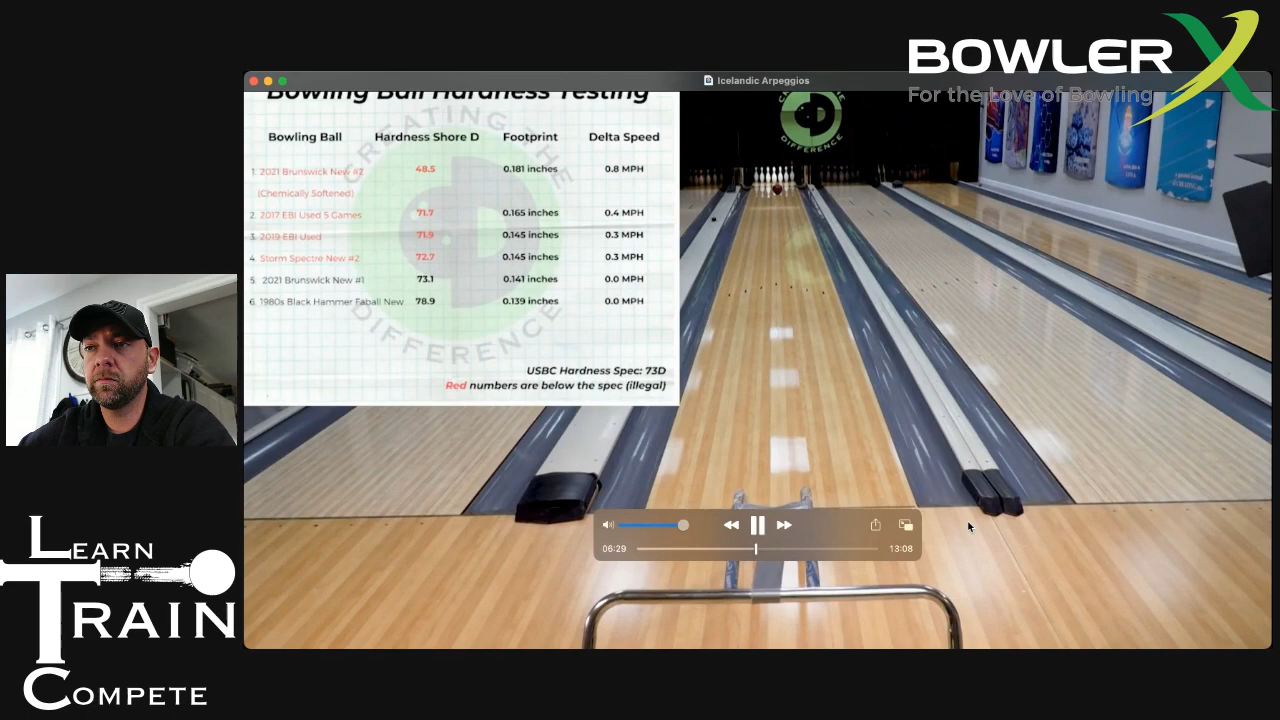 BOWLER X
For the Love of Bowling
Icelandic Arpeggios
Bowling Ball Hardness Testing
CREATING THE
DIFFERENCE
Bowling Ball Hardness Shore D Footprint Delta Speed
1. 2021 Brunswick New #2 48.5 0.181 inches 0.8 MPH
(Chemically Softened)
2. 2017 EBI Used 5 Games 71.7 0.165 inches 0.4 MPH
3. 2019 EBI Used 71.9 0.145 inches 0.3 MPH
4. Storm Spectre New #2 72.7 0.145 inches 0.3 MPH
5. 2021 Brunswick New #1 73.1 0.141 inches 0.0 MPH
6. 1980s Black Hammer Faball New 78.9 0.139 inches 0.0 MPH
USBC Hardness Spec: 73D
Red numbers are below the spec (illegal)
DIFFERENCE
06:29
13:08
LEARN
TRAIN
COMPETE